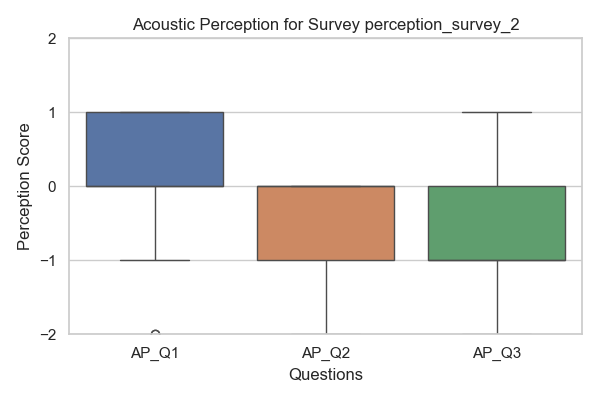 Acoustic Perception for Survey perception_survey_2
2
1
0
−1
−2
Perception Score
AP_Q1 AP_Q2 AP_Q3
Questions